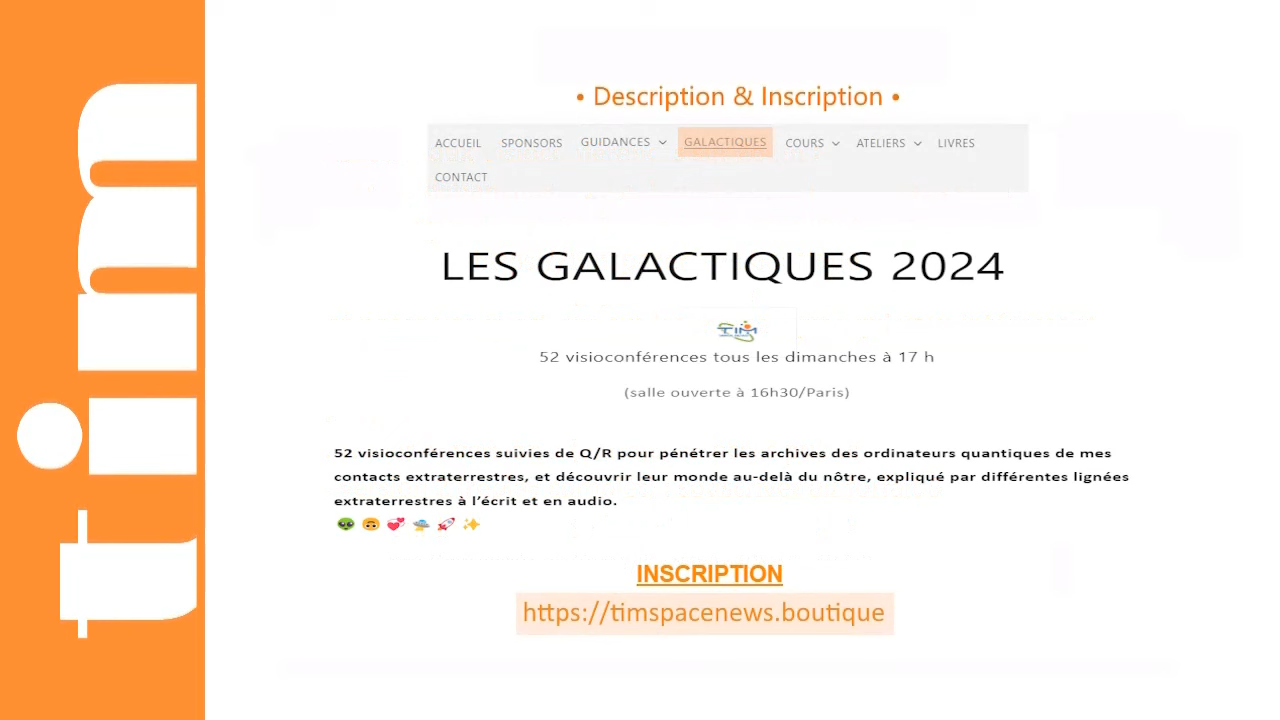 tim
• Description & Inscription •
ACCUEIL SPONSORS GUIDANCES GALACTIQUES COURS ATELIERS LIVRES
CONTACT
LES GALACTIQUES 2024
TIM
52 visioconférences tous les dimanches à 17 h
(salle ouverte à 16h30/Paris)
52 visioconférences suivies de Q/R pour pénétrer les archives des ordinateurs quantiques de mes
contacts extraterrestres, et découvrir leur monde au-delà du nôtre, expliqué par différentes lignées
extraterrestres à l’écrit et en audio.
👽 🙃 💞 🛸 🚀 ✨
INSCRIPTION
https://timspacenews.boutique